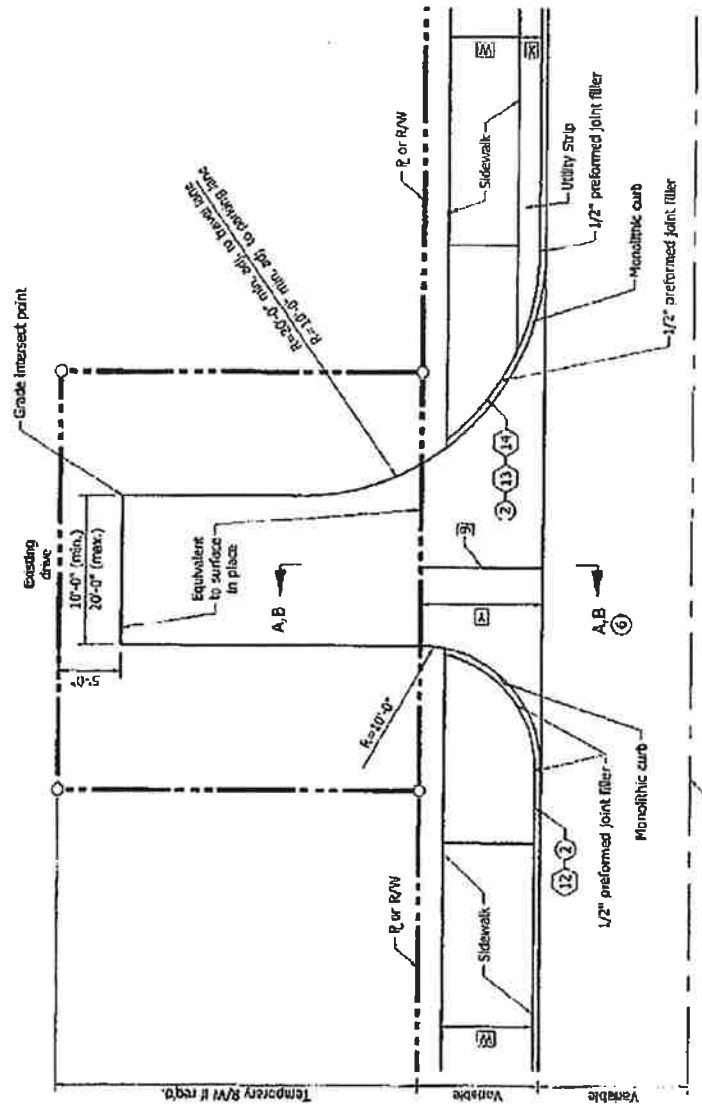 Grade intersect point
Existing
drive
10'-0" (min.)
20'-0" (max.)
5'-0"
R=20'-0" min. adj. to travel lane
R=10'-0" min. adj. to parking lane
Equivalent
to surface
in place
A,B
R=10'-0"
P or R/W
P or R/W
Sidewalk
W
X
Utility Strip
1/2" preformed joint filler
Monolithic curb
1/2" preformed joint filler
2 13 14
Y
A,B
6
Sidewalk
W
12 2
1/2" preformed joint filler
Monolithic curb
Temporary R/W if req'd.
Variable
Variable